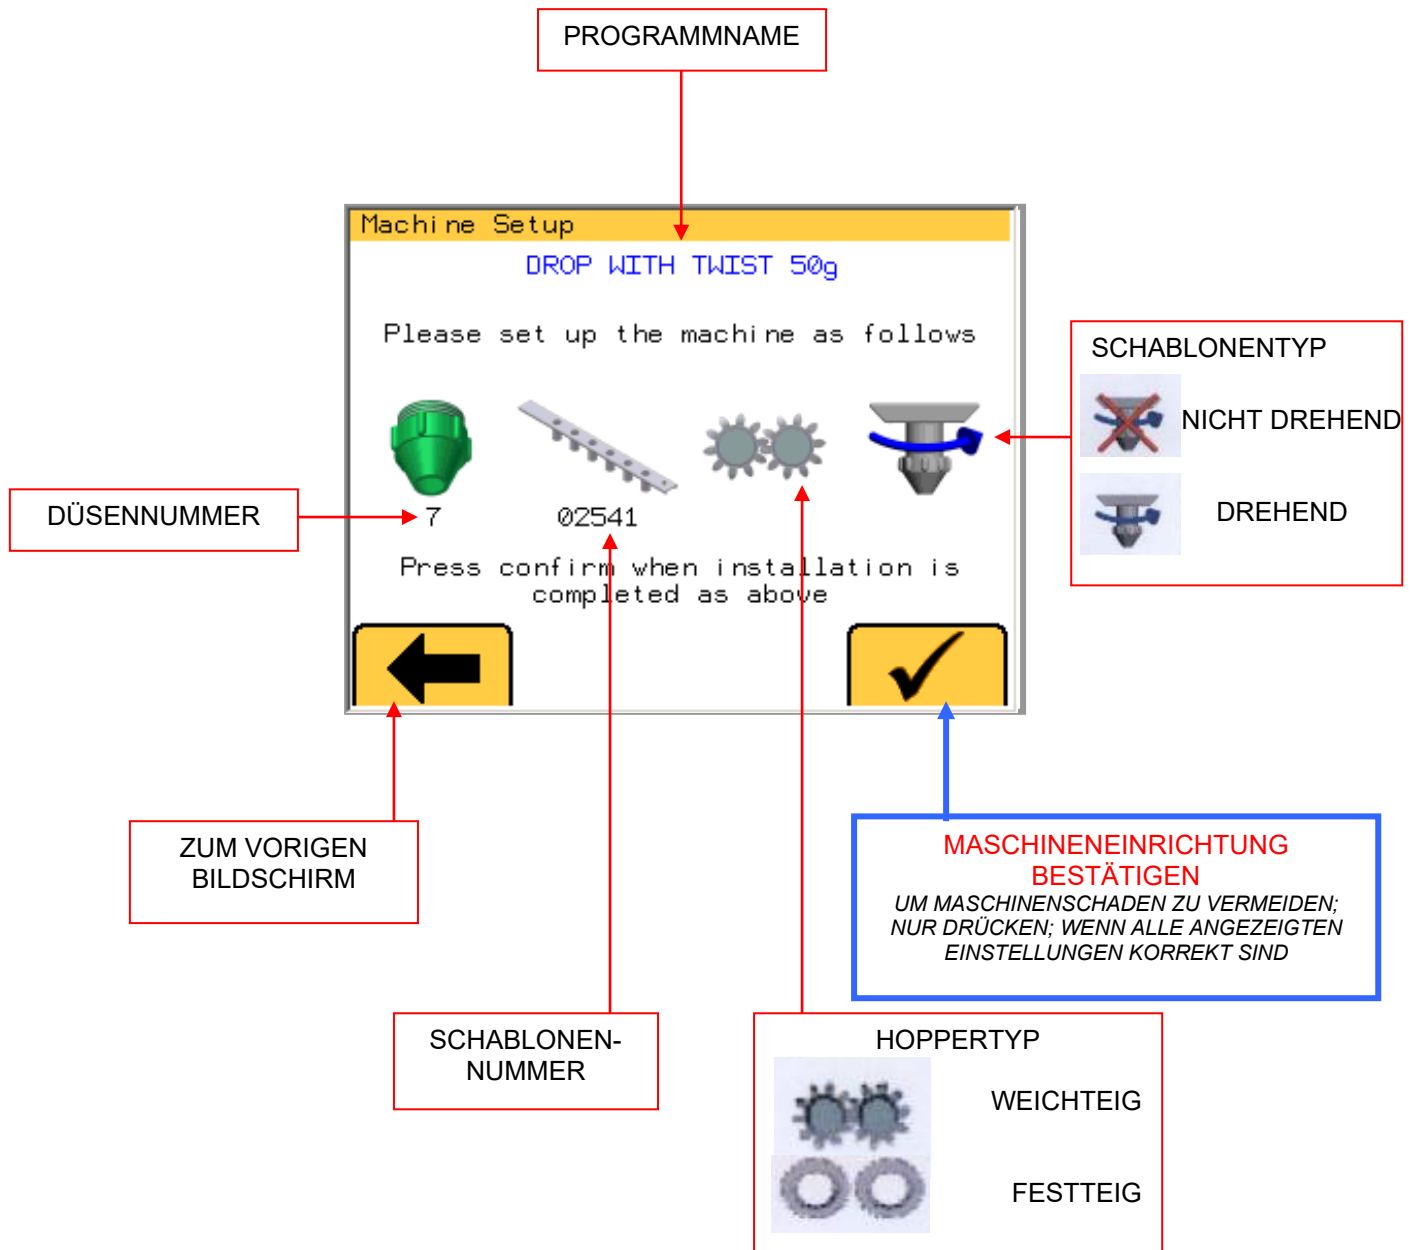 PROGRAMMNAME
Machine Setup
DROP WITH TWIST 50g
Please set up the machine as follows
SCHABLONENTYP
NICHT DREHEND
DREHEND
DÜSENNUMMER
7
02541
Press confirm when installation is
completed as above
ZUM VORIGEN
BILDSCHIRM
MASCHINENEINRICHTUNG
BESTÄTIGEN
UM MASCHINENSCHADEN ZU VERMEIDEN;
NUR DRÜCKEN; WENN ALLE ANGEZEIGTEN
EINSTELLUNGEN KORREKT SIND
SCHABLONEN-
NUMMER
HOPPERTYP
WEICHTEIG
FESTTEIG